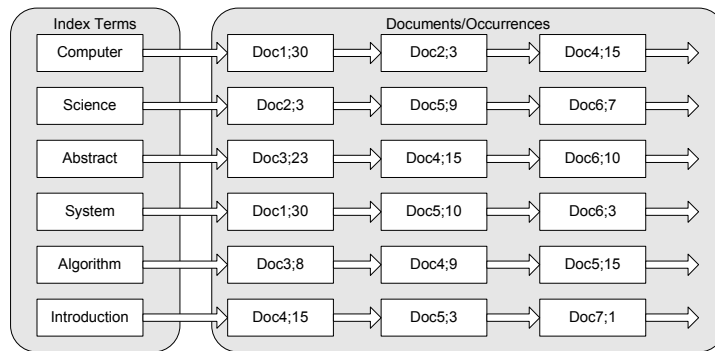 Index Terms Documents/Occurrences
Computer Doc1;30 Doc2;3 Doc4;15
Science Doc2;3 Doc5;9 Doc6;7
Abstract Doc3;23 Doc4;15 Doc6;10
System Doc1;30 Doc5;10 Doc6;3
Algorithm Doc3;8 Doc4;9 Doc5;15
Introduction Doc4;15 Doc5;3 Doc7;1